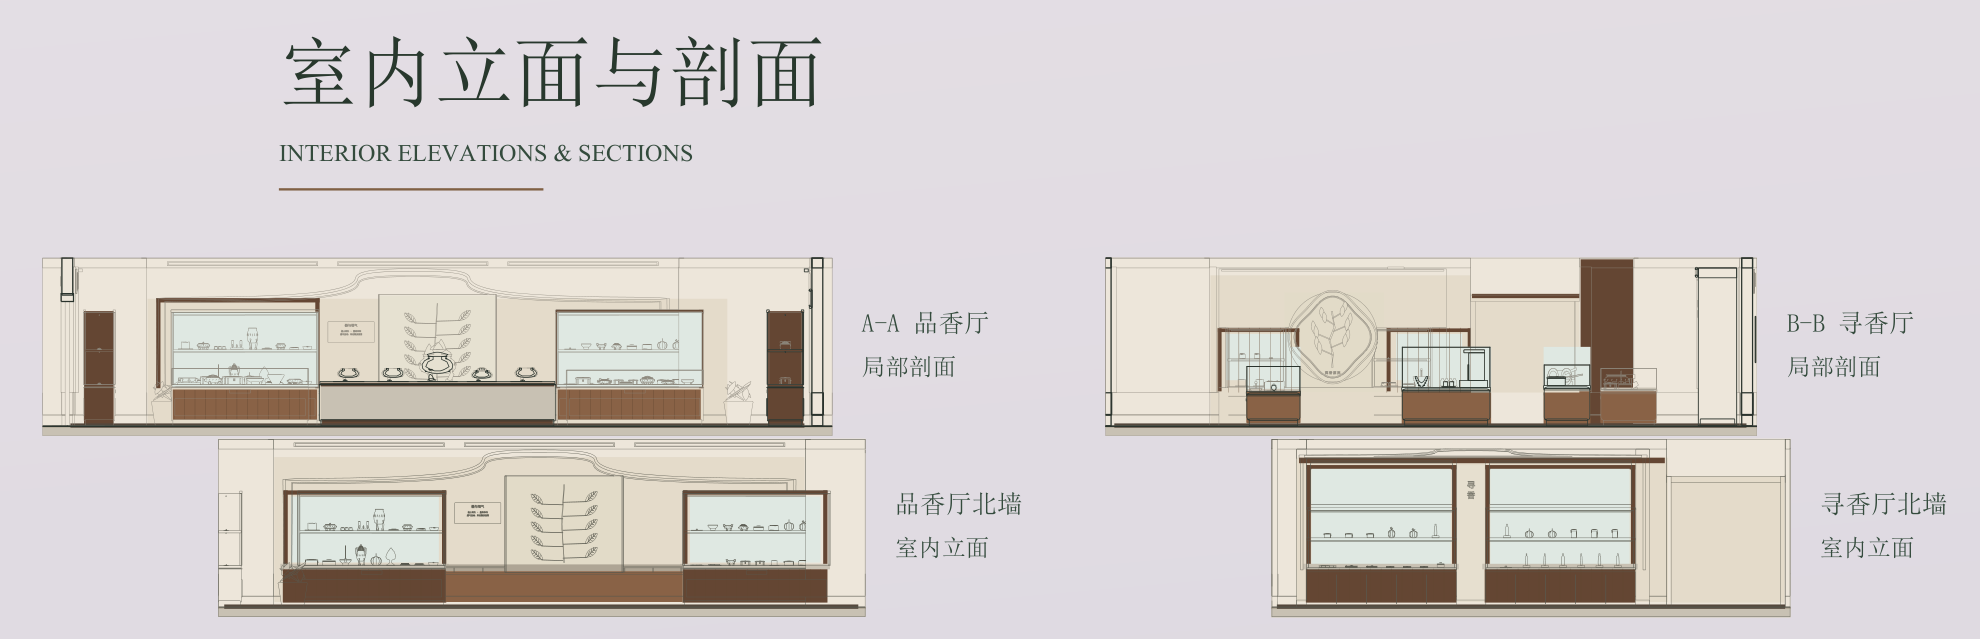 室内立面与剖面
INTERIOR ELEVATIONS & SECTIONS
A-A 品香厅
局部剖面
B-B 寻香厅
局部剖面
品香厅北墙
室内立面
寻香
寻香厅北墙
室内立面